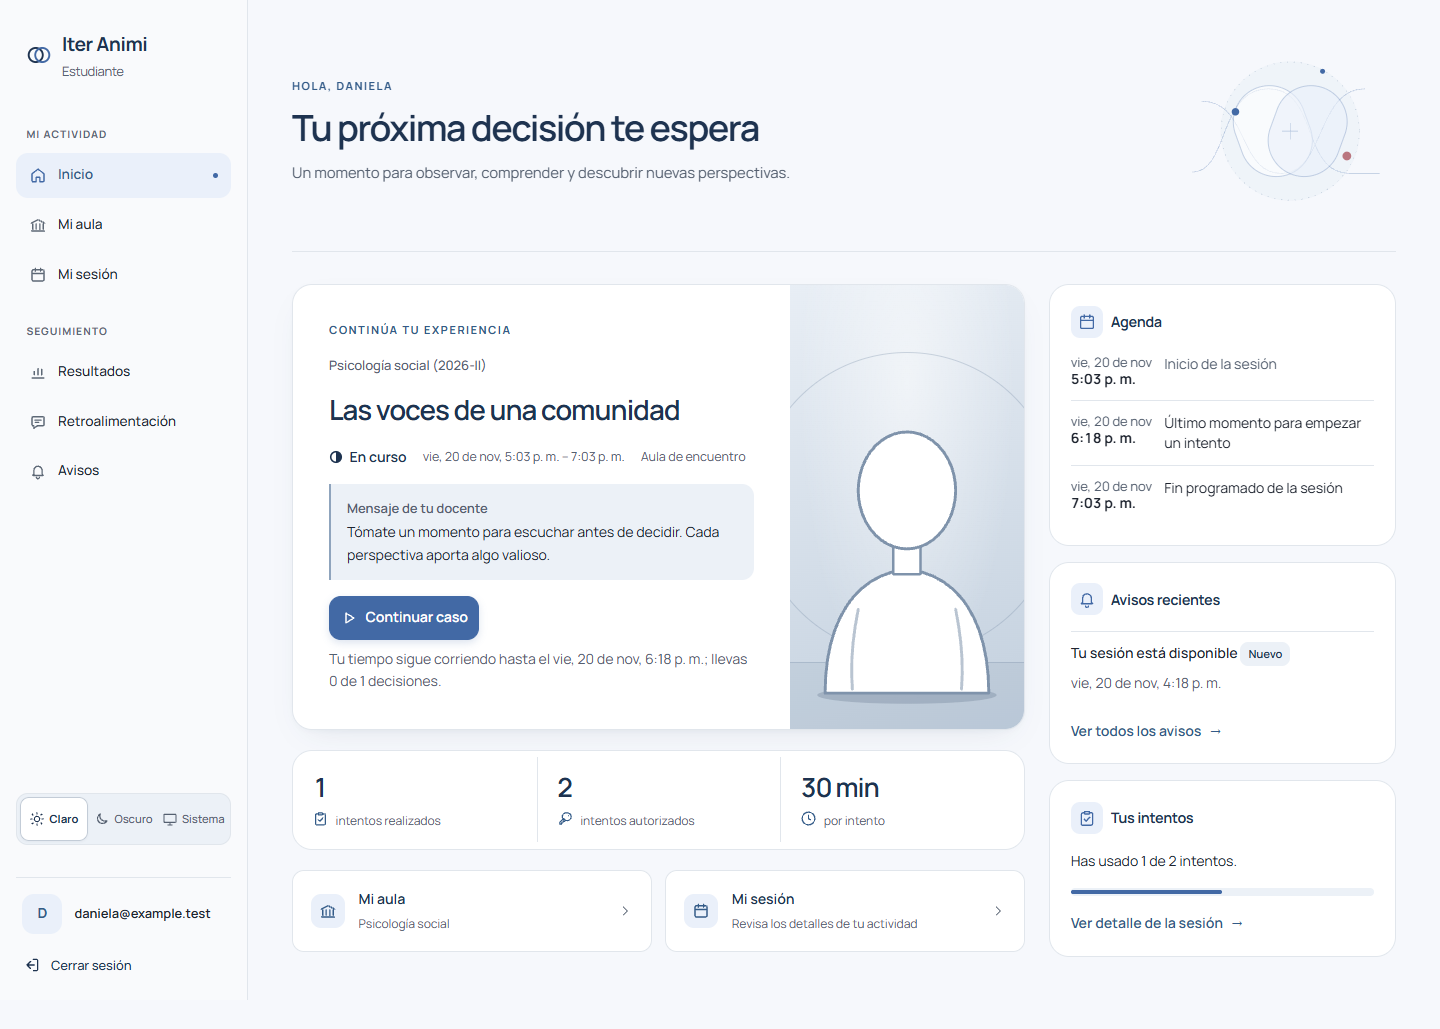 Iter Animi
Estudiante
MI ACTIVIDAD
Inicio
Mi aula
Mi sesión
SEGUIMIENTO
Resultados
Retroalimentación
Avisos
Claro
Oscuro
Sistema
D
daniela@example.test
Cerrar sesión
HOLA, DANIELA
Tu próxima decisión te espera
Un momento para observar, comprender y descubrir nuevas perspectivas.
CONTINÚA TU EXPERIENCIA
Psicología social (2026-II)
Las voces de una comunidad
En curso vie, 20 de nov, 5:03 p. m. – 7:03 p. m. Aula de encuentro
Mensaje de tu docente
Tómate un momento para escuchar antes de decidir. Cada
perspectiva aporta algo valioso.
Continuar caso
Tu tiempo sigue corriendo hasta el vie, 20 de nov, 6:18 p. m.; llevas
0 de 1 decisiones.
1
intentos realizados
2
intentos autorizados
30 min
por intento
Mi aula
Psicología social
Mi sesión
Revisa los detalles de tu actividad
Agenda
vie, 20 de nov
5:03 p. m.
Inicio de la sesión
vie, 20 de nov
6:18 p. m.
Último momento para empezar
un intento
vie, 20 de nov
7:03 p. m.
Fin programado de la sesión
Avisos recientes
Tu sesión está disponible Nuevo
vie, 20 de nov, 4:18 p. m.
Ver todos los avisos →
Tus intentos
Has usado 1 de 2 intentos.
Ver detalle de la sesión →